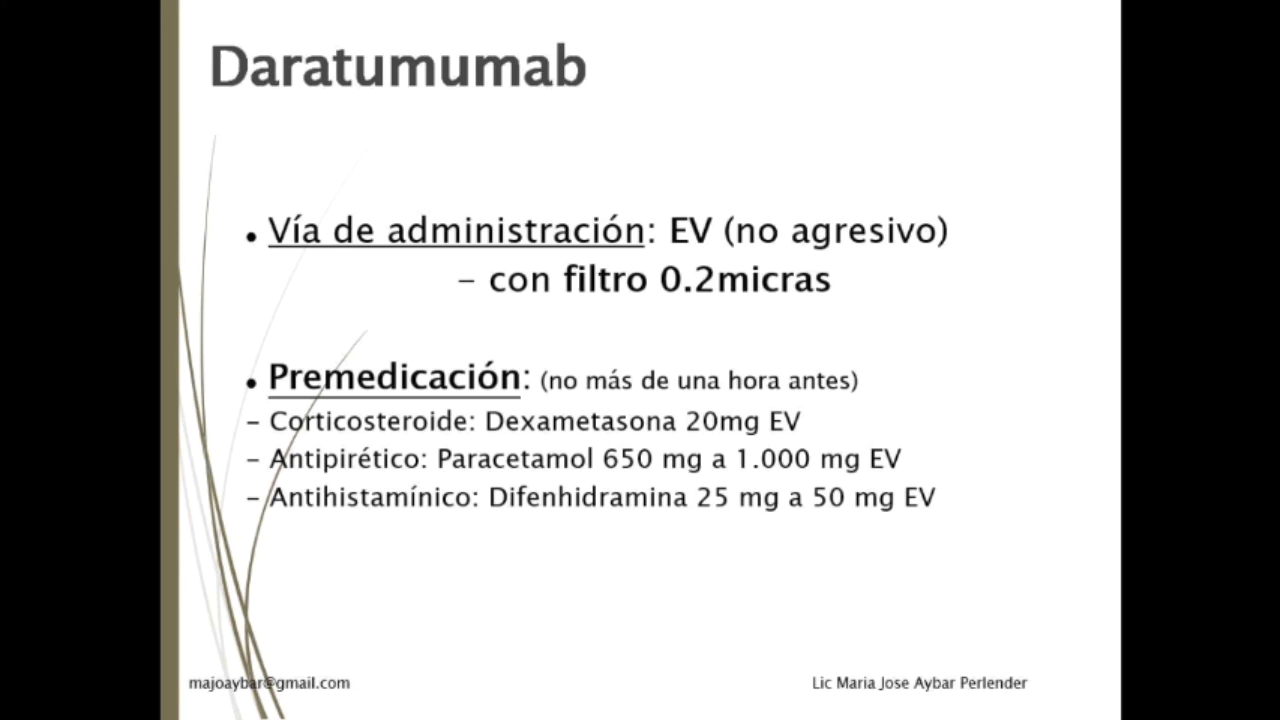 Daratumumab
• Vía de administración: EV (no agresivo)
– con filtro 0.2micras
• Premedicación: (no más de una hora antes)
– Corticosteroide: Dexametasona 20mg EV
– Antipirético: Paracetamol 650 mg a 1.000 mg EV
– Antihistamínico: Difenhidramina 25 mg a 50 mg EV
majoaybar@gmail.com
Lic Maria Jose Aybar Perlender